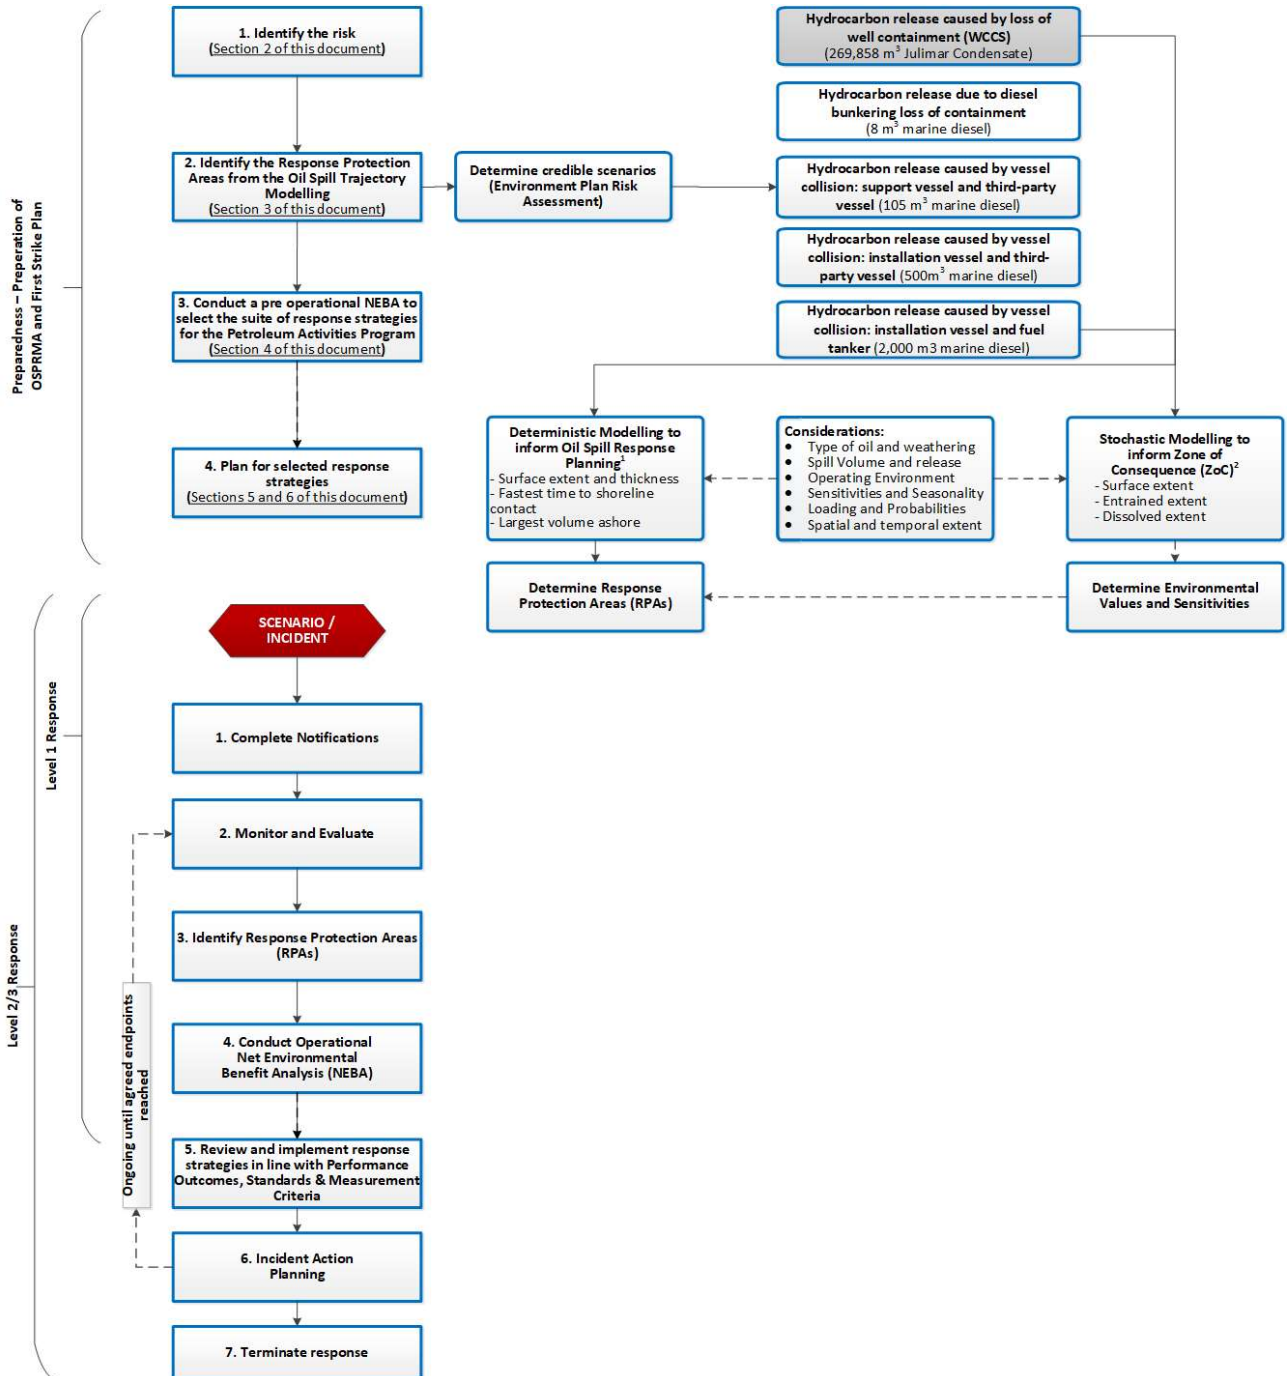 Preparedness – Preperation of
OSPRMA and First Strike Plan
1. Identify the risk
(Section 2 of this document)
2. Identify the Response Protection
Areas from the Oil Spill Trajectory
Modelling
(Section 3 of this document)
3. Conduct a pre operational NEBA to
select the suite of response strategies
for the Petroleum Activities Program
(Section 4 of this document)
4. Plan for selected response
strategies
(Sections 5 and 6 of this document)
Determine credible scenarios
(Environment Plan Risk
Assessment)
Hydrocarbon release caused by loss of
well containment (WCCS)
(269,858 m³ Julimar Condensate)
Hydrocarbon release due to diesel
bunkering loss of containment
(8 m³ marine diesel)
Hydrocarbon release caused by vessel
collision: support vessel and third-party
vessel (105 m³ marine diesel)
Hydrocarbon release caused by vessel
collision: installation vessel and third-
party vessel (500m³ marine diesel)
Hydrocarbon release caused by vessel
collision: installation vessel and fuel
tanker (2,000 m3 marine diesel)
Deterministic Modelling to
inform Oil Spill Response
Planning¹
- Surface extent and thickness
- Fastest time to shoreline
contact
- Largest volume ashore
Considerations:
● Type of oil and weathering
● Spill Volume and release
● Operating Environment
● Sensitivities and Seasonality
● Loading and Probabilities
● Spatial and temporal extent
Stochastic Modelling to
inform Zone of
Consequence (ZoC)²
- Surface extent
- Entrained extent
- Dissolved extent
Determine Response
Protection Areas (RPAs)
Determine Environmental
Values and Sensitivities
Level 2/3 Response
Level 1 Response
SCENARIO /
INCIDENT
1. Complete Notifications
2. Monitor and Evaluate
3. Identify Response Protection Areas
(RPAs)
4. Conduct Operational
Net Environmental
Benefit Analysis (NEBA)
5. Review and implement response
strategies in line with Performance
Outcomes, Standards & Measurement
Criteria
6. Incident Action
Planning
7. Terminate response
Ongoing until agreed endpoints
reached